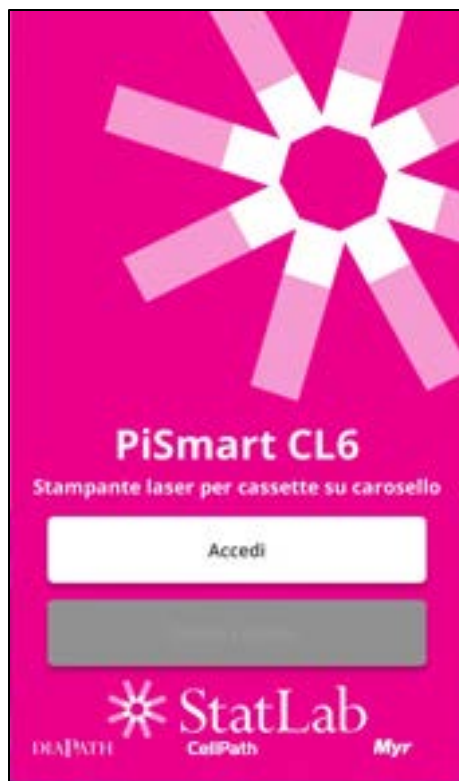 PiSmart CL6
Stampante laser per cassette su carosello
Accedi
StatLab
DIAPATH CellPath Myr